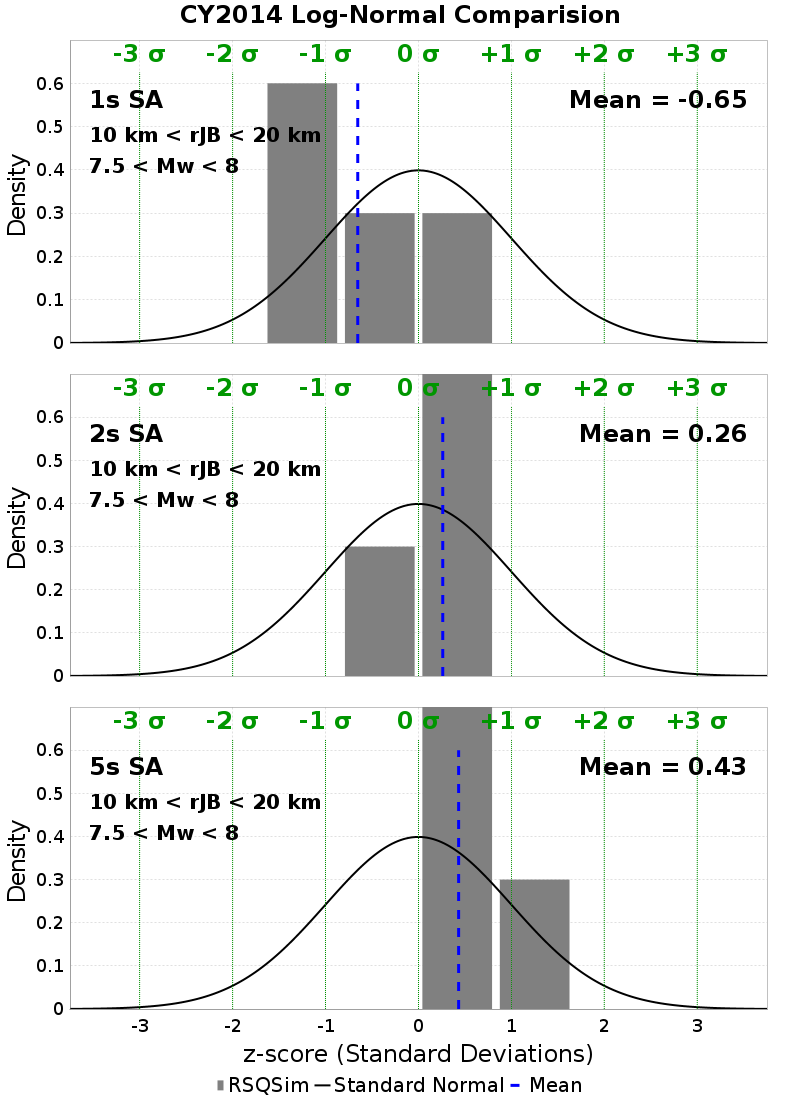 CY2014 Log-Normal Comparision
-3 σ -2 σ -1 σ 0 σ +1 σ +2 σ +3 σ
1s SA
Mean = -0.65
10 km < rJB < 20 km
7.5 < Mw < 8
Density
0.6
0.5
0.4
0.3
0.2
0.1
0
-3 σ -2 σ -1 σ 0 σ +1 σ +2 σ +3 σ
2s SA
Mean = 0.26
10 km < rJB < 20 km
7.5 < Mw < 8
Density
0.6
0.5
0.4
0.3
0.2
0.1
0
-3 σ -2 σ -1 σ 0 σ +1 σ +2 σ +3 σ
5s SA
Mean = 0.43
10 km < rJB < 20 km
7.5 < Mw < 8
Density
0.6
0.5
0.4
0.3
0.2
0.1
0
-3 -2 -1 0 1 2 3
z-score (Standard Deviations)
RSQSim Standard Normal Mean